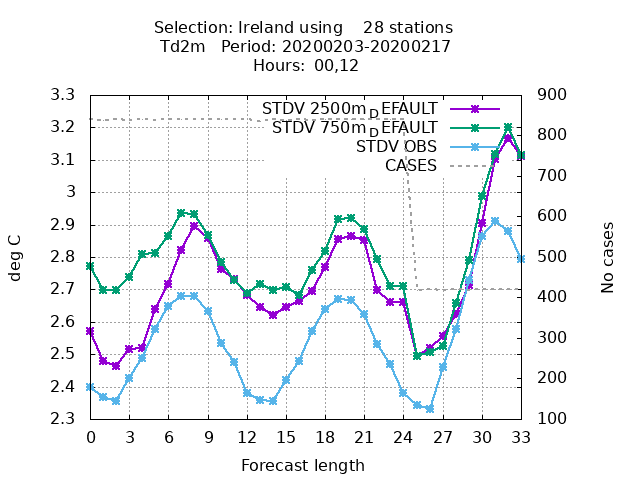 Selection: Ireland using    28 stations
Td2m   Period: 20200203-20200217
Hours:  00,12
STDV 2500m_DEFAULT
STDV 750m_DEFAULT
STDV OBS
CASES
3.3
3.2
3.1
3
2.9
2.8
2.7
2.6
2.5
2.4
2.3
deg C
900
800
700
600
500
400
300
200
100
No cases
0 3 6 9 12 15 18 21 24 27 30 33
Forecast length